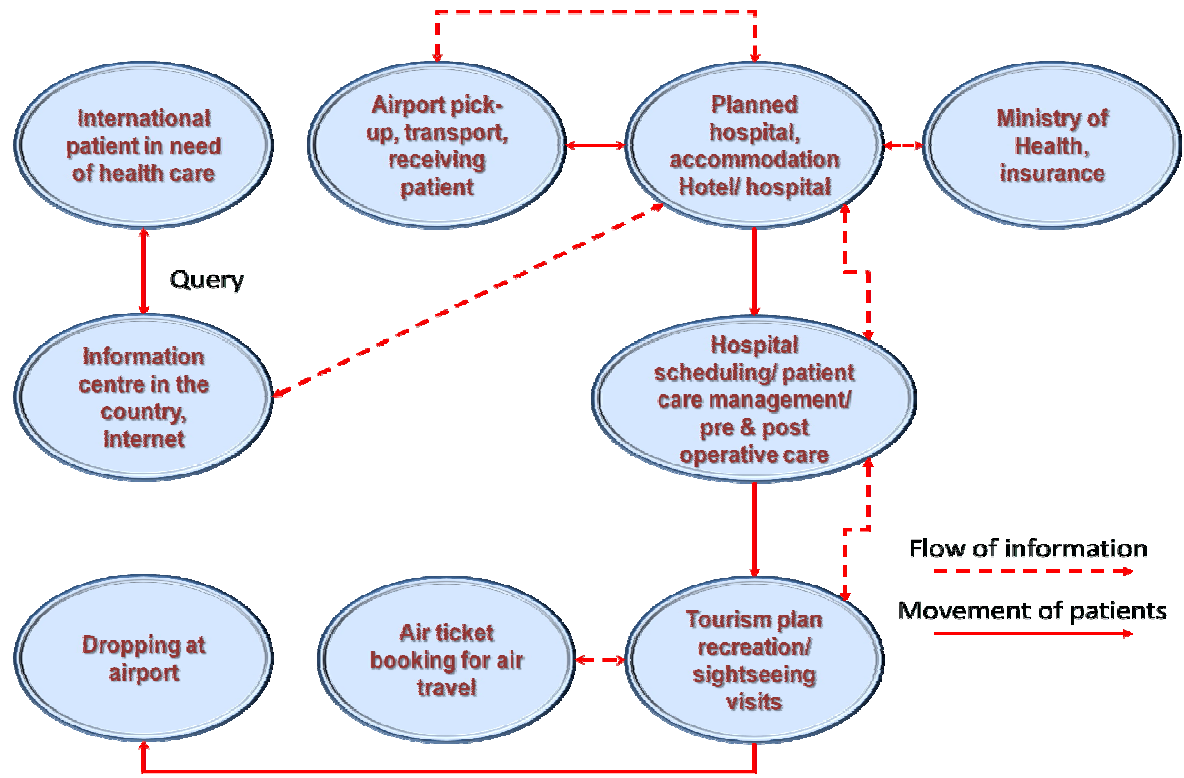 International
patient in need
of health care
Airport pick-
up, transport,
receiving
patient
Planned
hospital,
accommodation
Hotel/ hospital
Ministry of
Health,
insurance
Query
Information
centre in the
country,
Internet
Hospital
scheduling/ patient
care management/
pre & post
operative care
Flow of information
Movement of patients
Dropping at
airport
Air ticket
booking for air
travel
Tourism plan
recreation/
sightseeing
visits